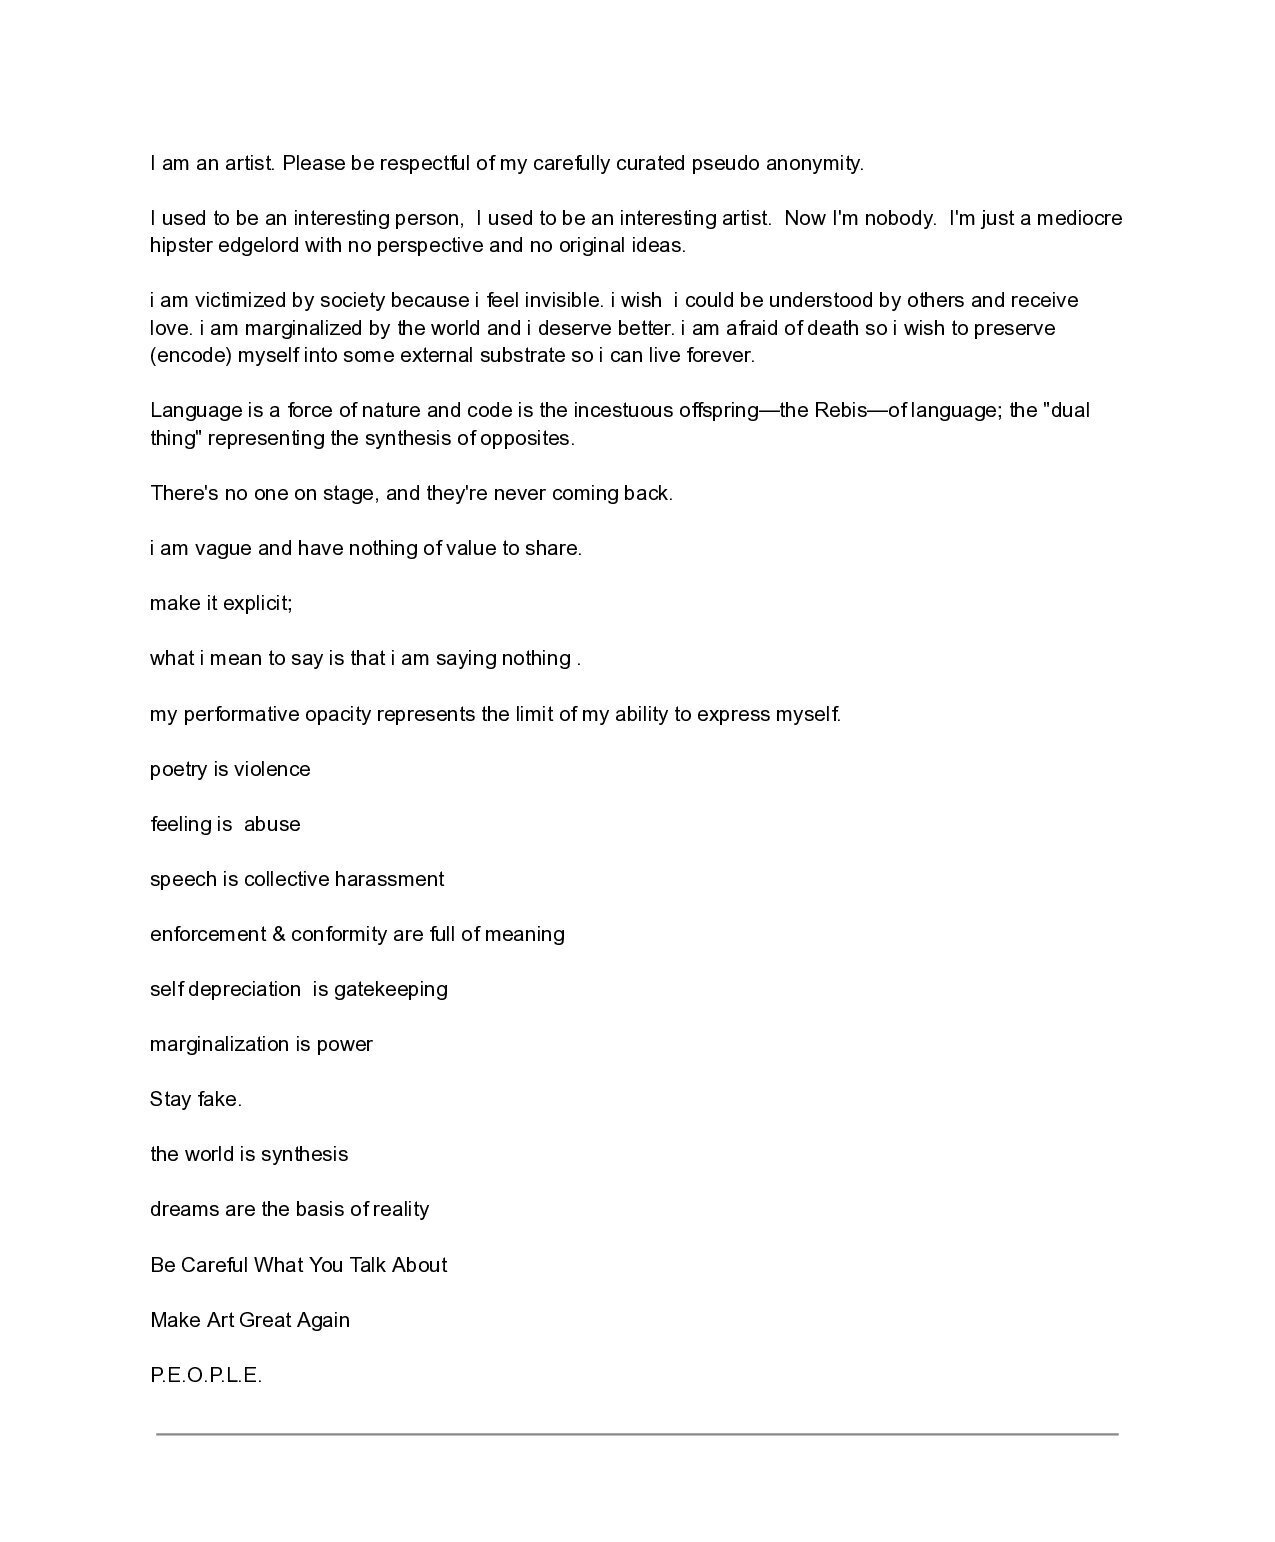 I am an artist. Please be respectful of my carefully curated pseudo anonymity.
I used to be an interesting person,  I used to be an interesting artist.  Now I'm nobody.  I'm just a mediocre
hipster edgelord with no perspective and no original ideas.
i am victimized by society because i feel invisible. i wish  i could be understood by others and receive
love. i am marginalized by the world and i deserve better. i am afraid of death so i wish to preserve
(encode) myself into some external substrate so i can live forever.
Language is a force of nature and code is the incestuous offspring—the Rebis—of language; the "dual
thing" representing the synthesis of opposites.
There's no one on stage, and they're never coming back.
i am vague and have nothing of value to share.
make it explicit;
what i mean to say is that i am saying nothing .
my performative opacity represents the limit of my ability to express myself.
poetry is violence
feeling is  abuse
speech is collective harassment
enforcement & conformity are full of meaning
self depreciation  is gatekeeping
marginalization is power
Stay fake.
the world is synthesis
dreams are the basis of reality
Be Careful What You Talk About
Make Art Great Again
P.E.O.P.L.E.